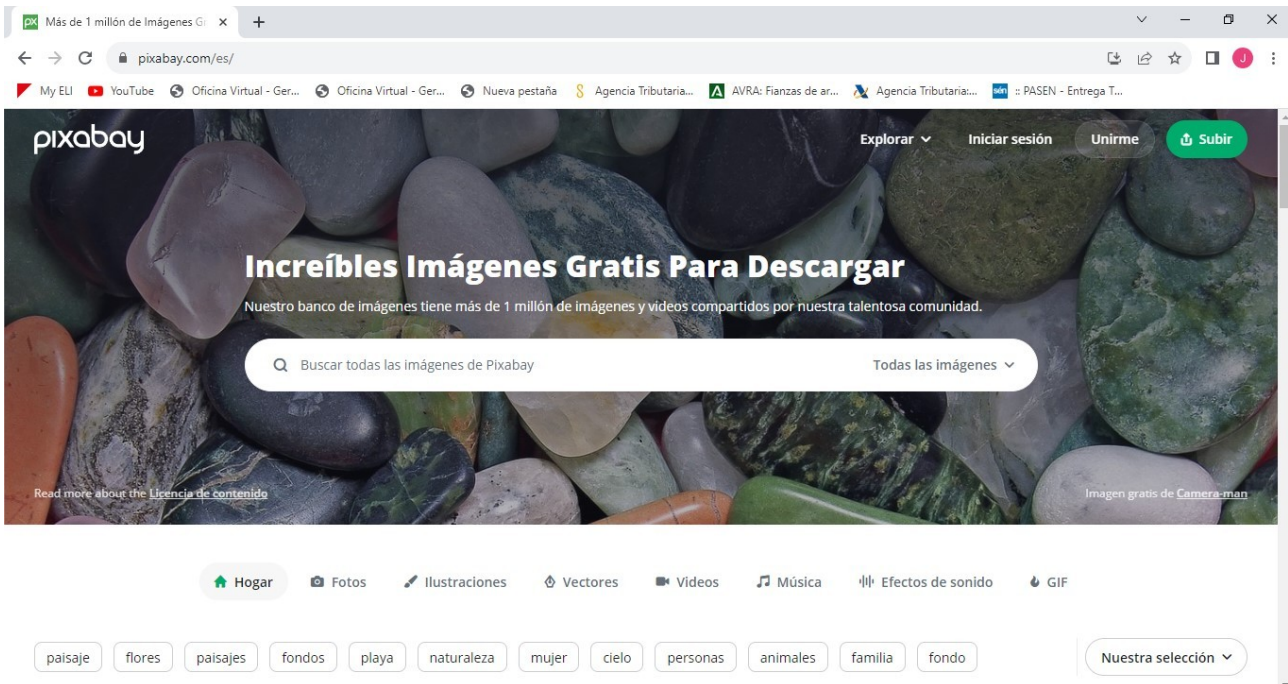 px Más de 1 millón de Imágenes G
pixabay.com/es/
J
My ELI YouTube Oficina Virtual - Ger... Oficina Virtual - Ger... Nueva pestaña Agencia Tributaria... AVRA: Fianzas de ar... Agencia Tributaria:... :: PASEN - Entrega T...
pixabay Explorar Iniciar sesión Unirme Subir
Increíbles Imágenes Gratis Para Descargar
Nuestro banco de imágenes tiene más de 1 millón de imágenes y videos compartidos por nuestra talentosa comunidad.
Buscar todas las imágenes de Pixabay Todas las imágenes
Read more about the Licencia de contenido Imagen gratis de Camera-man
Hogar Fotos Ilustraciones Vectores Videos Música Efectos de sonido GIF
paisaje flores paisajes fondos playa naturaleza mujer cielo personas animales familia fondo Nuestra selección